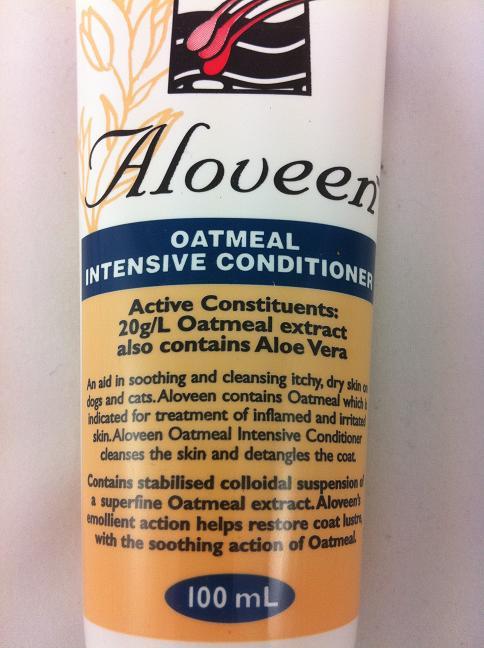 Aloveen
OATMEAL
INTENSIVE CONDITIONER
Active Constituents:
20g/L Oatmeal extract
also contains Aloe Vera
An aid in soothing and cleansing itchy, dry skin on
dogs and cats. Aloveen contains Oatmeal which is
indicated for treatment of inflamed and irritated
skin. Aloveen Oatmeal Intensive Conditioner
cleanses the skin and detangles the coat.
Contains stabilised colloidal suspension of
a superfine Oatmeal extract. Aloveen's
emollient action helps restore coat lustre,
with the soothing action of Oatmeal.
100 mL